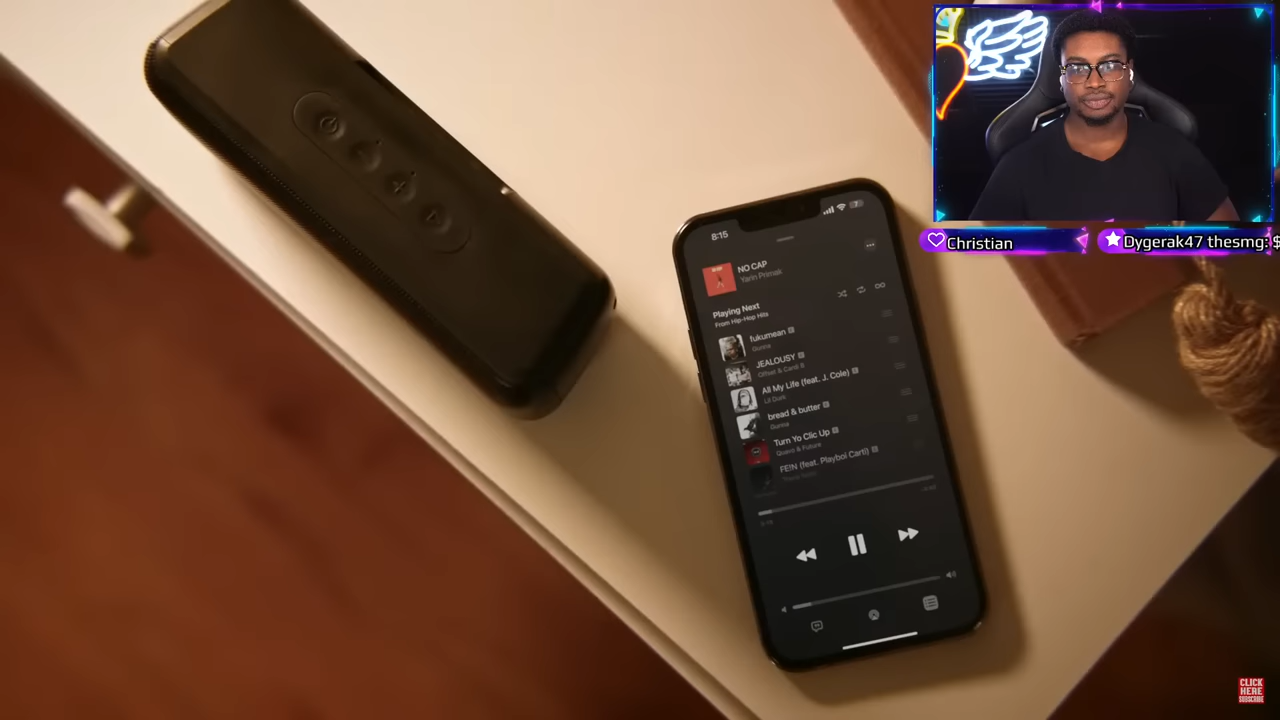 Christian
Dygerak47 thesmg: $
8:15
NO CAP
Yarin Primak
Playing Next
From Hip-Hop Hits
fukumean E
Gunna
JEALOUSY E
Offset & Cardi B
All My Life (feat. J. Cole) E
Lil Durk
bread & butter E
Gunna
Turn Yo Clic Up E
Quavo & Future
FE!N (feat. Playboi Carti) E
CLICK
HERE
SUBSCRIBE